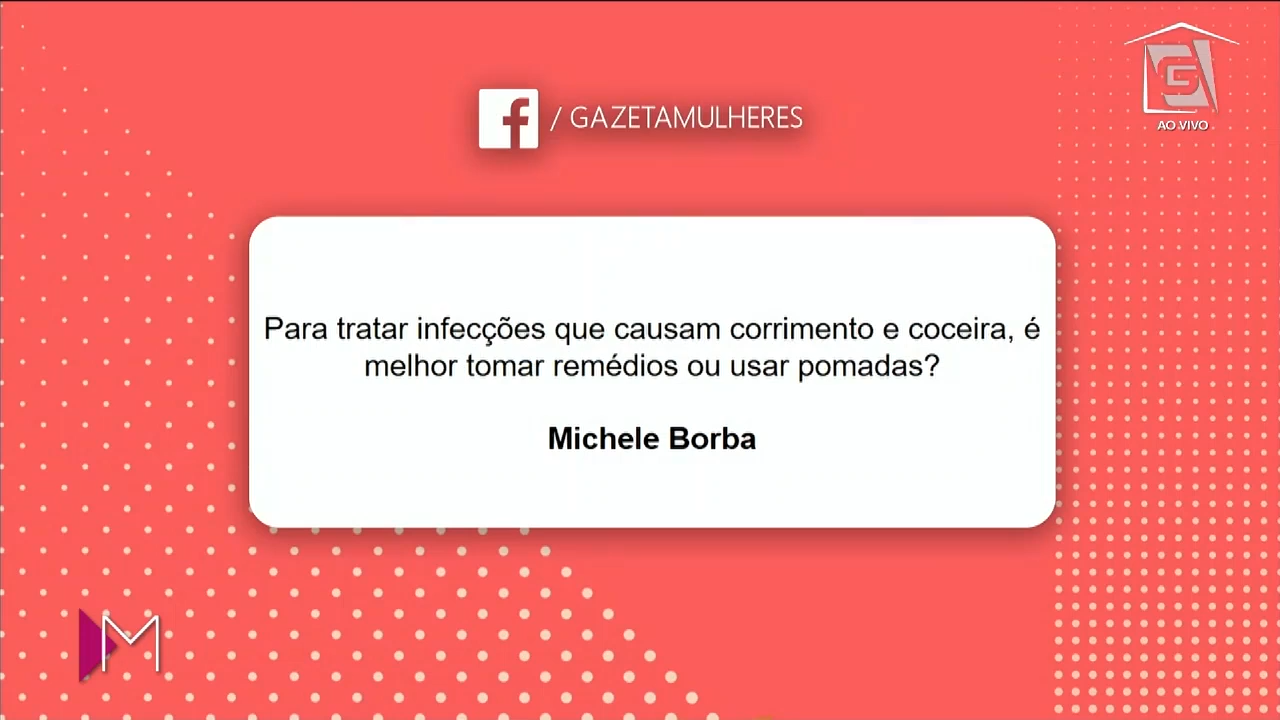 / GAZETAMULHERES
G
AO VIVO
Para tratar infecções que causam corrimento e coceira, é
melhor tomar remédios ou usar pomadas?
Michele Borba
M